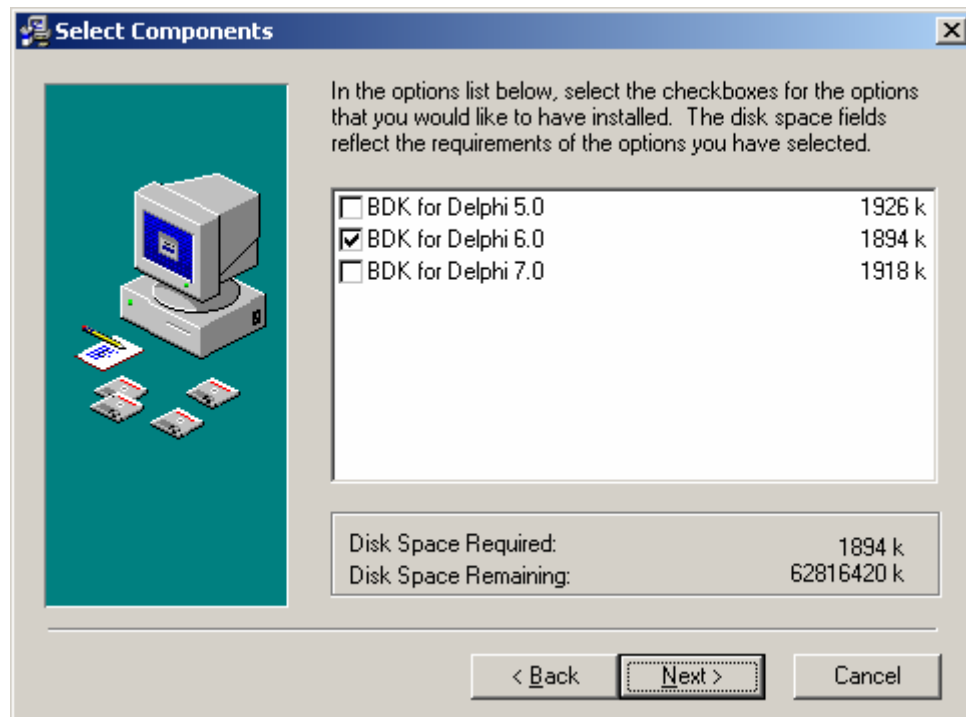 Select Components
In the options list below, select the checkboxes for the options
that you would like to have installed.  The disk space fields
reflect the requirements of the options you have selected.
BDK for Delphi 5.0 1926 k
BDK for Delphi 6.0 1894 k
BDK for Delphi 7.0 1918 k
Disk Space Required: 1894 k
Disk Space Remaining: 62816420 k
< Back Next > Cancel